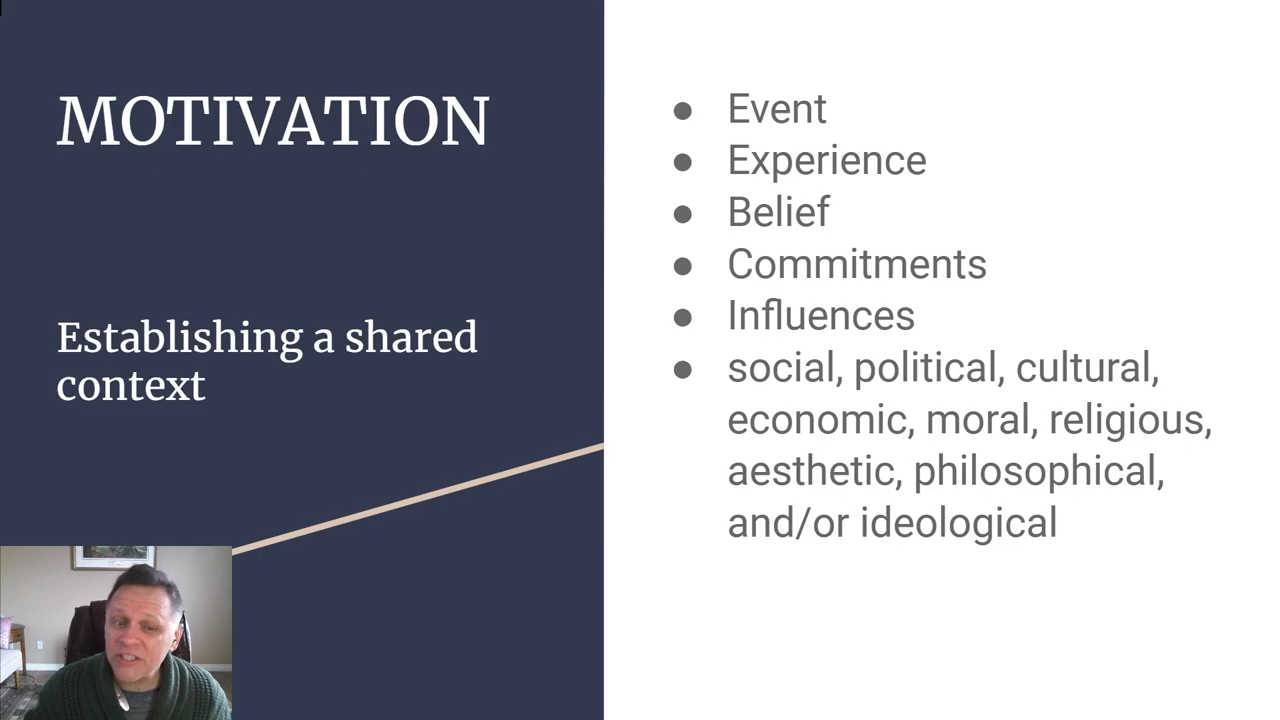 MOTIVATION
Establishing a shared
context
● Event
● Experience
● Belief
● Commitments
● Influences
● social, political, cultural,
economic, moral, religious,
aesthetic, philosophical,
and/or ideological